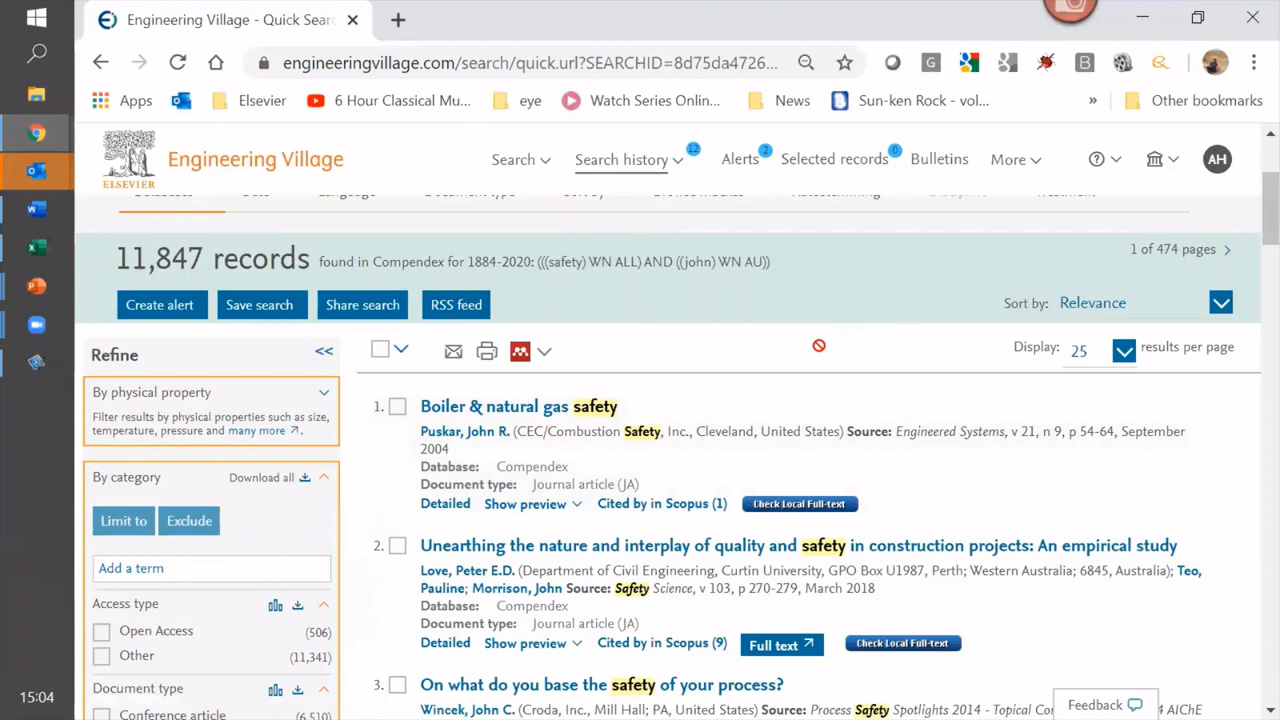 Engineering Village - Quick Sear
engineeringvillage.com/search/quick.url?SEARCHID=8d75da4726...
Apps
Elsevier
6 Hour Classical Mu...
eye
Watch Series Onlin...
News
Sun-ken Rock - vol...
»
Other bookmarks
ELSEVIER
Engineering Village
Search
Search history
12
Alerts
2
Selected records
0
Bulletins
More
AH
11,847 records found in Compendex for 1884-2020: (((safety) WN ALL) AND ((john) WN AU))
1 of 474 pages >
Create alert
Save search
Share search
RSS feed
Sort by: Relevance
Refine
<<
Display: 25 results per page
By physical property
Filter results by physical properties such as size,
temperature, pressure and many more ↗.
By category
Download all
Limit to
Exclude
Add a term
Access type
Open Access (506)
Other (11,341)
Document type
Conference article (6,510)
1. Boiler & natural gas safety
Puskar, John R. (CEC/Combustion Safety, Inc., Cleveland, United States) Source: Engineered Systems, v 21, n 9, p 54-64, September
2004
Database: Compendex
Document type: Journal article (JA)
Detailed Show preview Cited by in Scopus (1) Check Local Full-text
2. Unearthing the nature and interplay of quality and safety in construction projects: An empirical study
Love, Peter E.D. (Department of Civil Engineering, Curtin University, GPO Box U1987, Perth; Western Australia; 6845, Australia); Teo,
Pauline; Morrison, John Source: Safety Science, v 103, p 270-279, March 2018
Database: Compendex
Document type: Journal article (JA)
Detailed Show preview Cited by in Scopus (9) Full text ↗ Check Local Full-text
3. On what do you base the safety of your process?
Wincek, John C. (Croda, Inc., Mill Hall; PA, United States) Source: Process Safety Spotlights 2014 - Topical Con
4 AIChE
Feedback
15:04